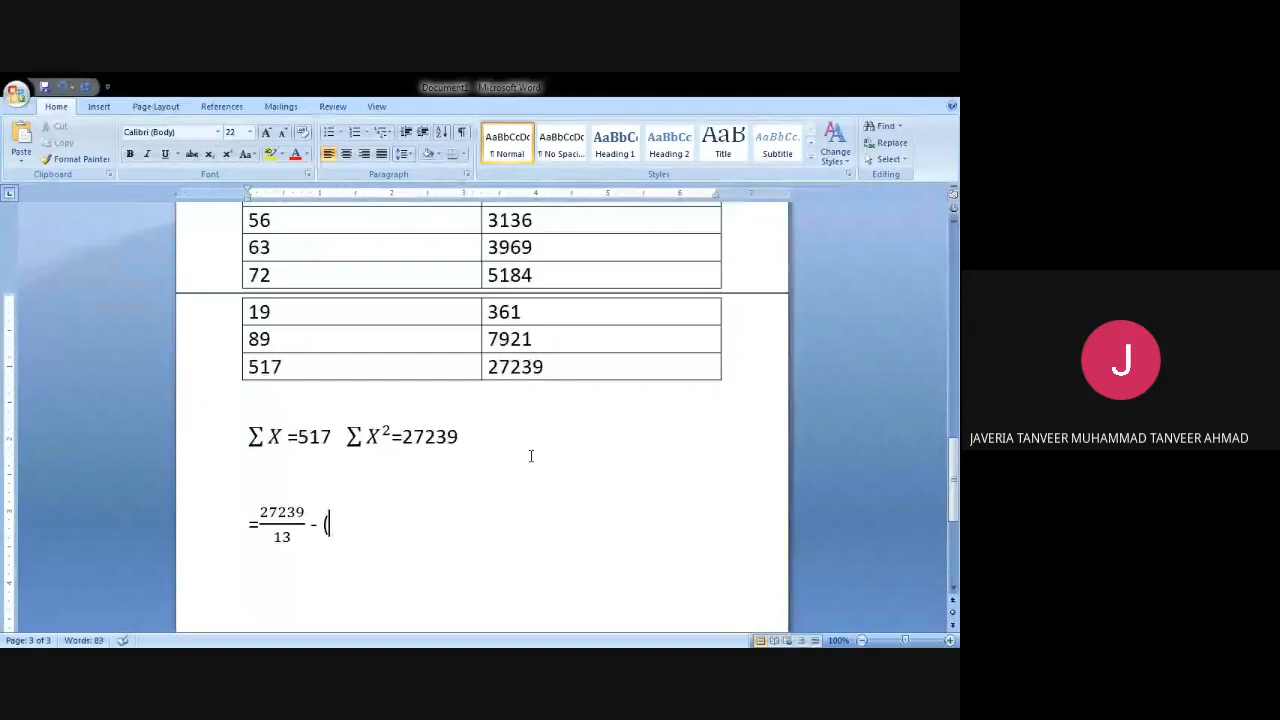 Document1 - Microsoft Word
Home Insert Page Layout References Mailings Review View
Paste Cut Copy Format Painter
Calibri (Body) 22
AaBbCcDc AaBbCcDc AaBbC AaBbCc AaB AaBbCc.
¶ Normal ¶ No Spaci... Heading 1 Heading 2 Title Subtitle
Change Styles
Find Replace Select
Clipboard Font Paragraph Styles Editing
56 3136
63 3969
72 5184
19 361
89 7921
517 27239
∑ X =517 ∑ X²=27239
=27239/13 - (
J
JAVERIA TANVEER MUHAMMAD TANVEER AHMAD
Page: 3 of 3 Words: 83 100%